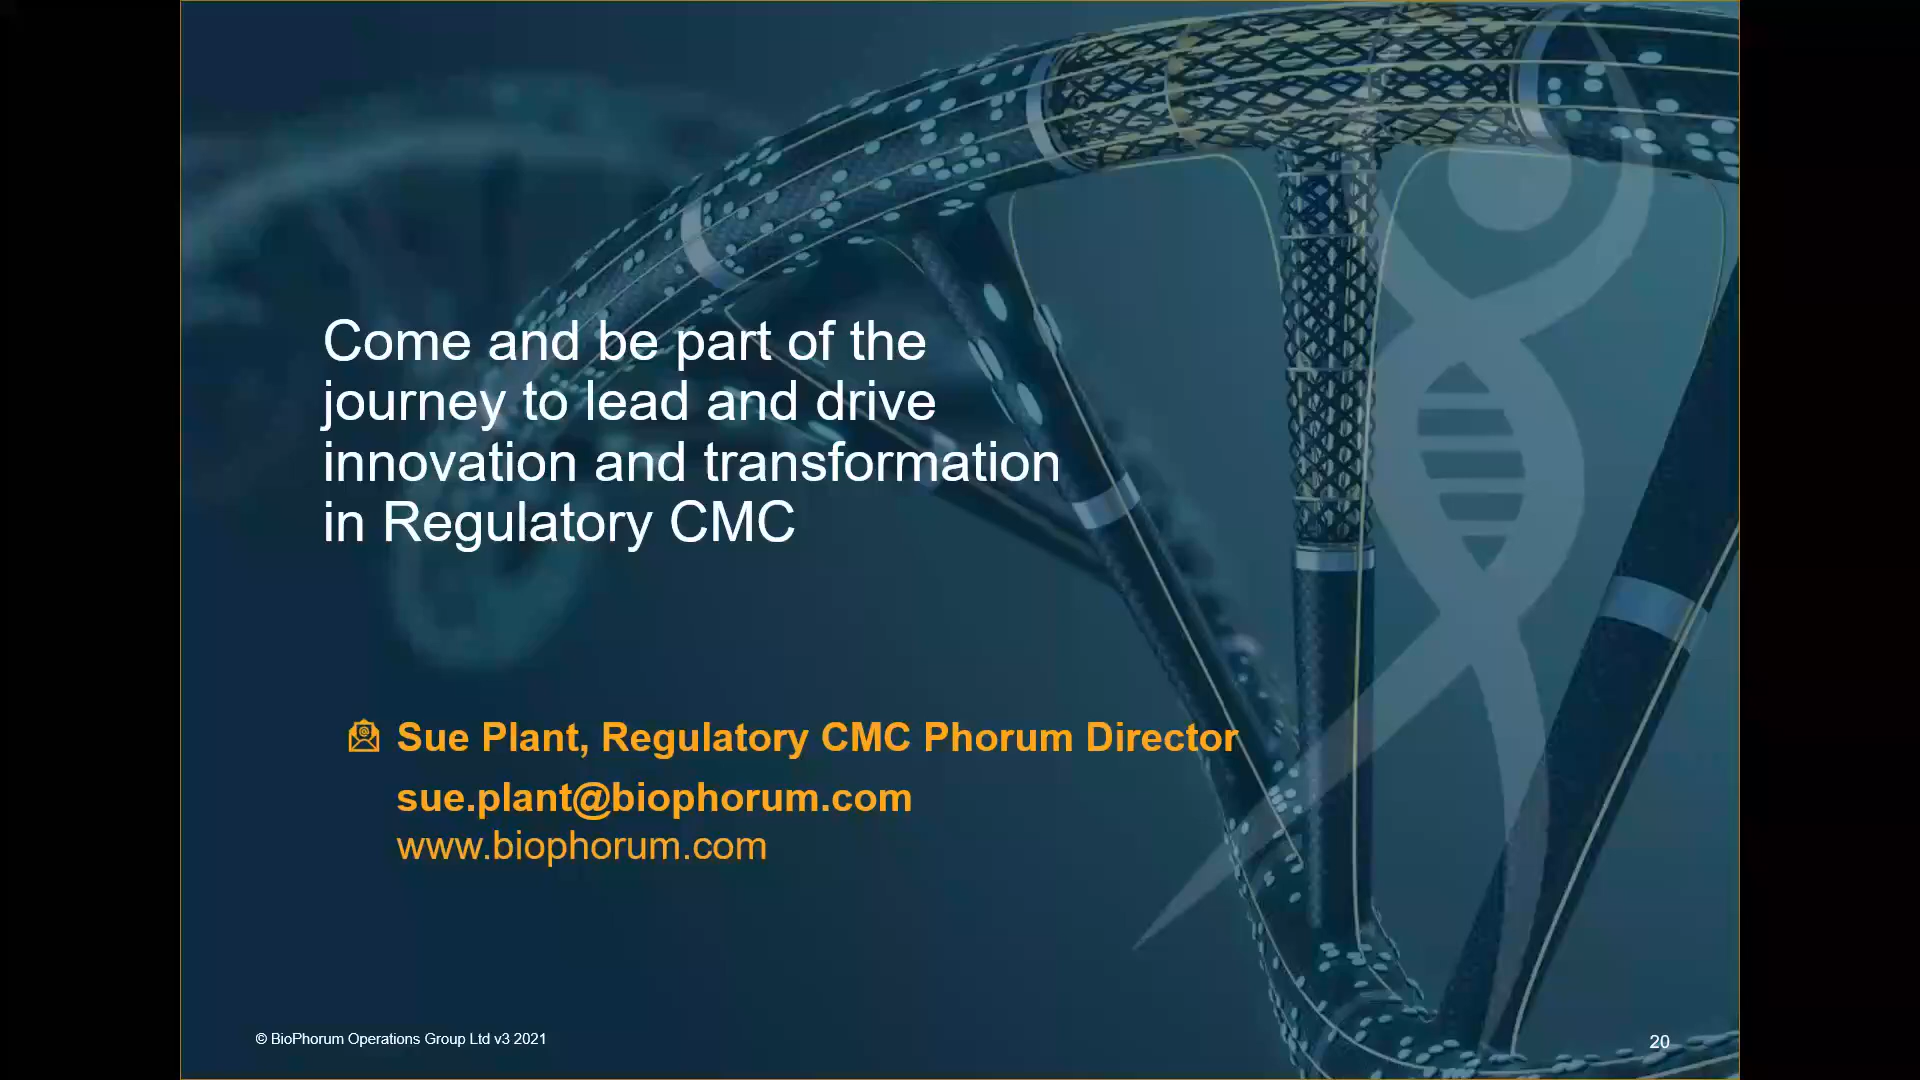 Come and be part of the
journey to lead and drive
innovation and transformation
in Regulatory CMC
Sue Plant, Regulatory CMC Phorum Director
sue.plant@biophorum.com
www.biophorum.com
© BioPhorum Operations Group Ltd v3 2021
20